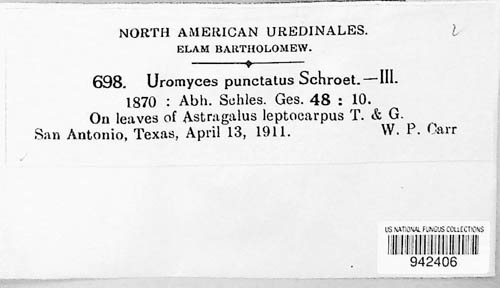 NORTH AMERICAN UREDINALES.
ELAM BARTHOLOMEW.
698. Uromyces punctatus Schroet.—III.
1870 : Abh. Schles. Ges. 48 : 10.
On leaves of Astragalus leptocarpus T. & G.
San Antonio, Texas, April 13, 1911. W. P. Carr
US NATIONAL FUNGUS COLLECTIONS
942406